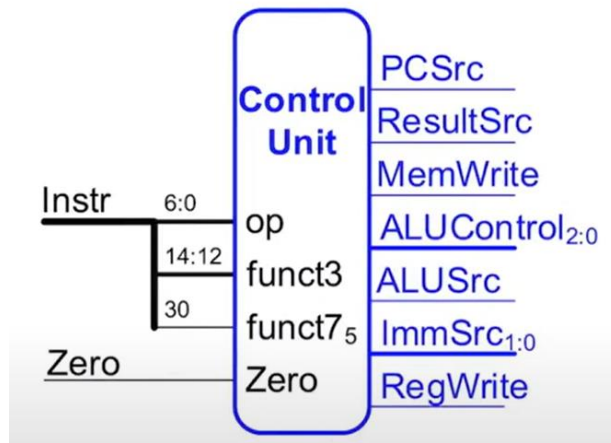 Control
Unit
PCSrc
ResultSrc
MemWrite
ALUControl2:0
ALUSrc
ImmSrc1:0
RegWrite
Instr
6:0
op
14:12
funct3
30
funct75
Zero
Zero